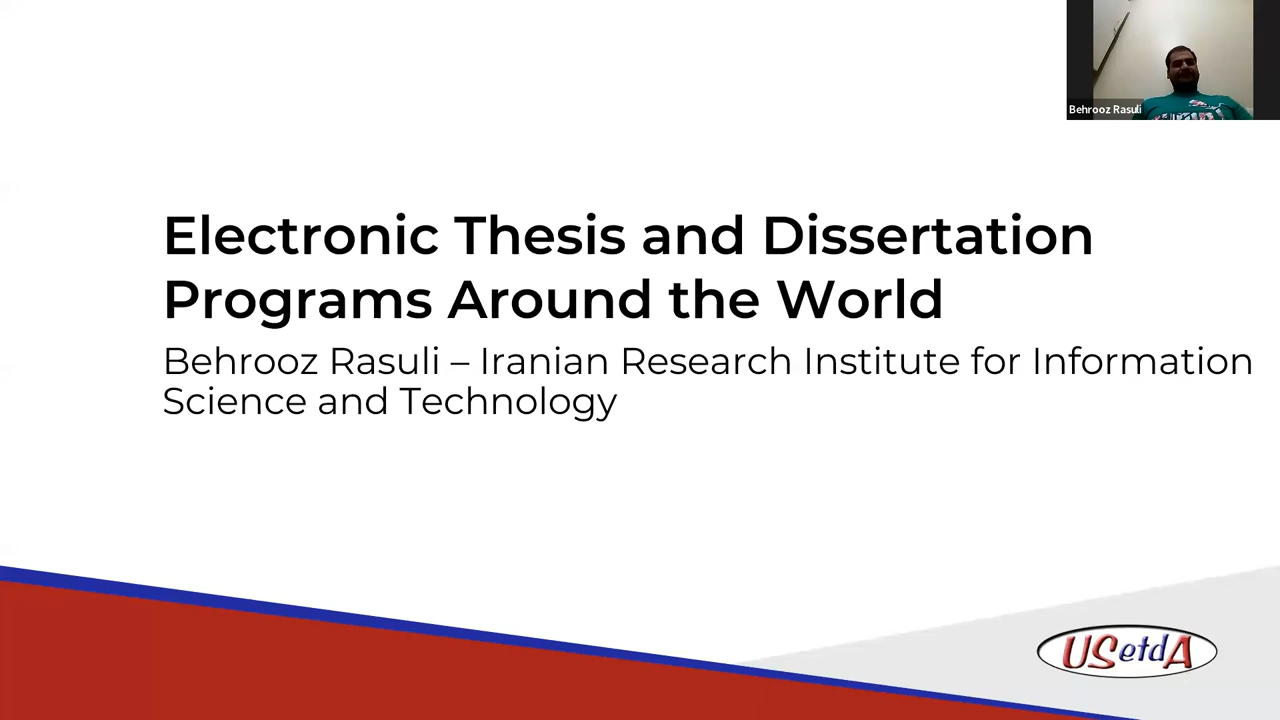 Behrooz Rasuli
Electronic Thesis and Dissertation
Programs Around the World
Behrooz Rasuli – Iranian Research Institute for Information
Science and Technology
USetdA